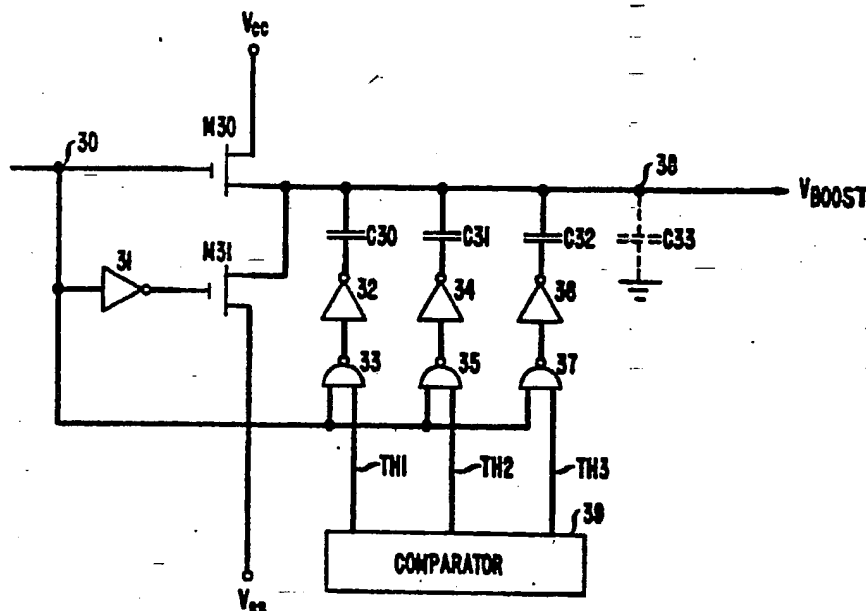 Vcc
M30
30
38
VBOOST
C30
C31
C32
C33
31
M31
32
34
36
33
35
37
TH1
TH2
TH3
39
COMPARATOR
Vss